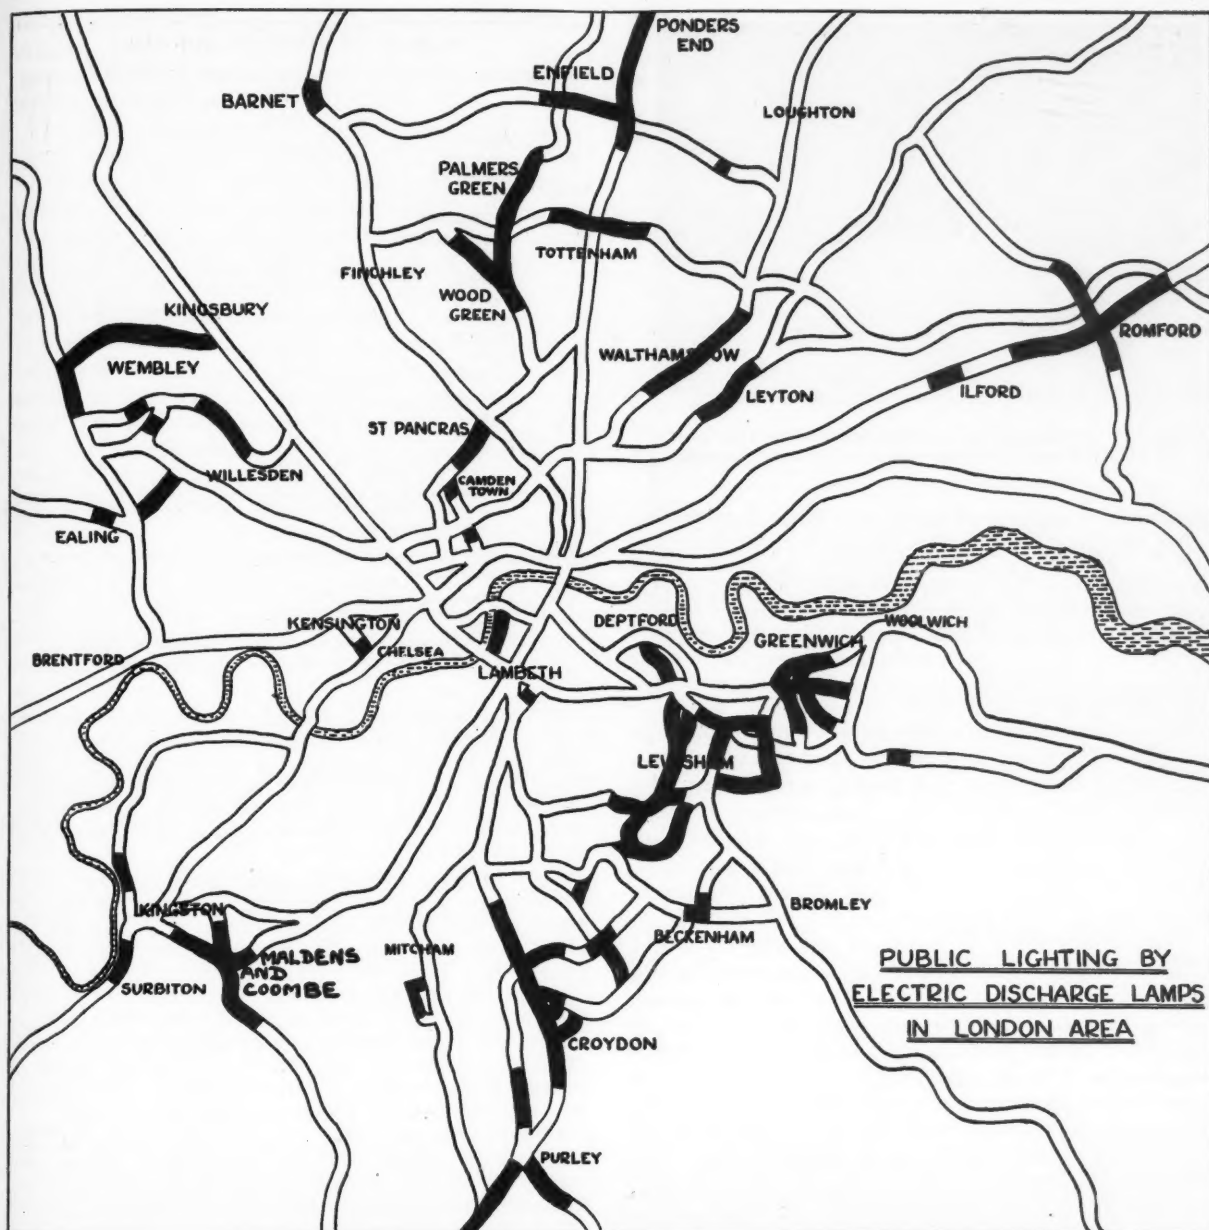 PONDERS
END
ENFIELD
BARNET
LOUGHTON
PALMERS
GREEN
TOTTENHAM
FINCHLEY
WOOD
GREEN
KINGSBURY
ROMFORD
WALTHAMSTOW
WEMBLEY
LEYTON
ILFORD
ST PANCRAS
WILLESDEN
CAMDEN
TOWN
EALING
KENSINGTON
DEPTFORD
WOOLWICH
GREENWICH
CHELSEA
BRENTFORD
LAMBETH
LEWISHAM
KINGSTON
BROMLEY
BECKENHAM
MITCHAM
MALDENS
AND
COOMBE
SURBITON
PUBLIC LIGHTING BY
ELECTRIC DISCHARGE LAMPS
IN LONDON AREA
CROYDON
PURLEY